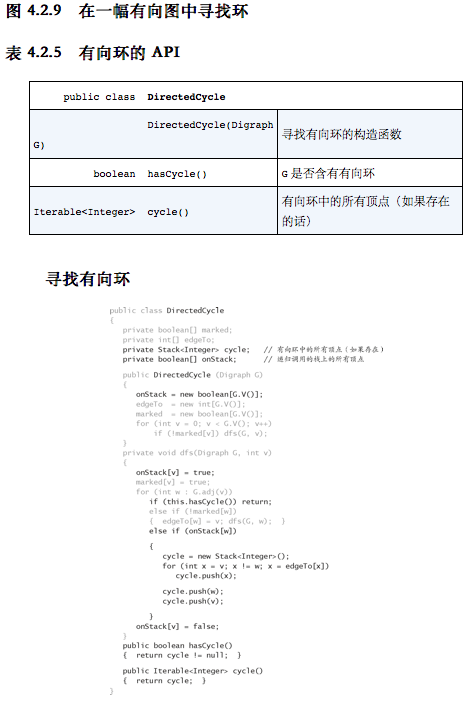 图 4.2.9 在一幅有向图中寻找环
表 4.2.5 有向环的 API
public class DirectedCycle
DirectedCycle(Digraph
G)
寻找有向环的构造函数
boolean hasCycle() G 是否含有有向环
Iterable<Integer> cycle() 有向环中的所有顶点（如果存在
的话）
寻找有向环
public class DirectedCycle
{
private boolean[] marked;
private int[] edgeTo;
private Stack<Integer> cycle; // 有向环中的所有顶点（如果存在）
private boolean[] onStack; // 递归调用的栈上的所有顶点
public DirectedCycle (Digraph G)
{
onStack = new boolean[G.V()];
edgeTo = new int[G.V()];
marked = new boolean[G.V()];
for (int v = 0; v < G.V(); v++)
if (!marked[v]) dfs(G, v);
}
private void dfs(Digraph G, int v)
{
onStack[v] = true;
marked[v] = true;
for (int w : G.adj(v))
if (this.hasCycle()) return;
else if (!marked[w])
{ edgeTo[w] = v; dfs(G, w); }
else if (onStack[w])
{
cycle = new Stack<Integer>();
for (int x = v; x != w; x = edgeTo[x])
cycle.push(x);
cycle.push(w);
cycle.push(v);
}
onStack[v] = false;
}
public boolean hasCycle()
{ return cycle != null; }
public Iterable<Integer> cycle()
{ return cycle; }
}